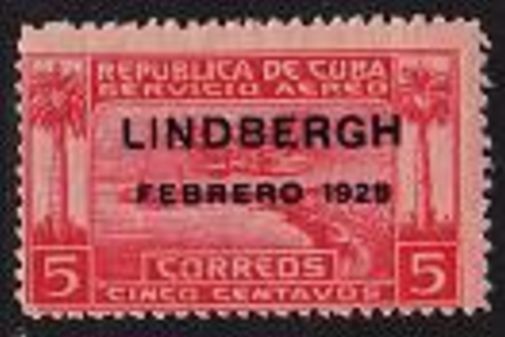 REPUBLICA DE CUBA
SERVICIO AEREO
LINDBERGH
FEBRERO 1928
CORREOS
5 5
CINCO CENTAVOS